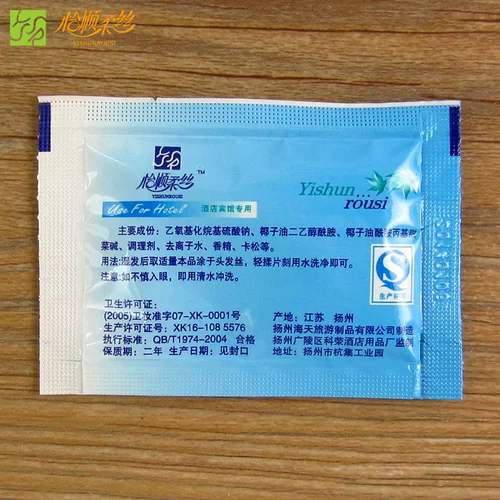 怡顺柔丝
YISHUNROUSI
怡顺柔丝™
YISHUNROUSI
Yishun...
rousi
Use For Hotel
酒店宾馆专用
主要成份：乙氧基化烷基硫酸钠、椰子油二乙醇酰胺、椰子油酰胺丙基甜
菜碱、调理剂、去离子水、香精、卡松等。
用法：湿发后取适量本品涂于头发丝，轻揉片刻用水洗净即可。
注意：如不慎入眼，即用清水冲洗。
QS
生产许可
卫生许可证：
(2005)卫妆准字07-XK-0001号
生产许可证号：XK16-108 5576
执行标准：QB/T1974-2004 合格
保质期：二年 生产日期：见封口
产地：江苏 扬州
扬州海天旅游制品有限公司制造
扬州广陵区科荣酒店用品厂监制
地址：扬州市杭集工业园